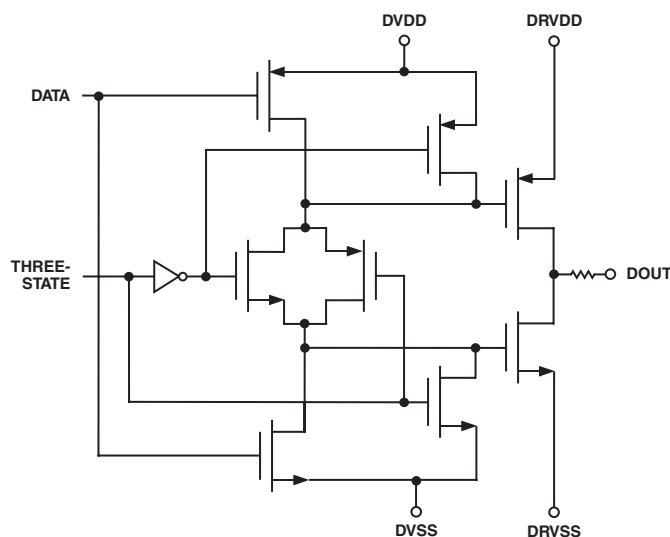 DVDD
DRVDD
DATA
THREE-
STATE
DOUT
DVSS
DRVSS